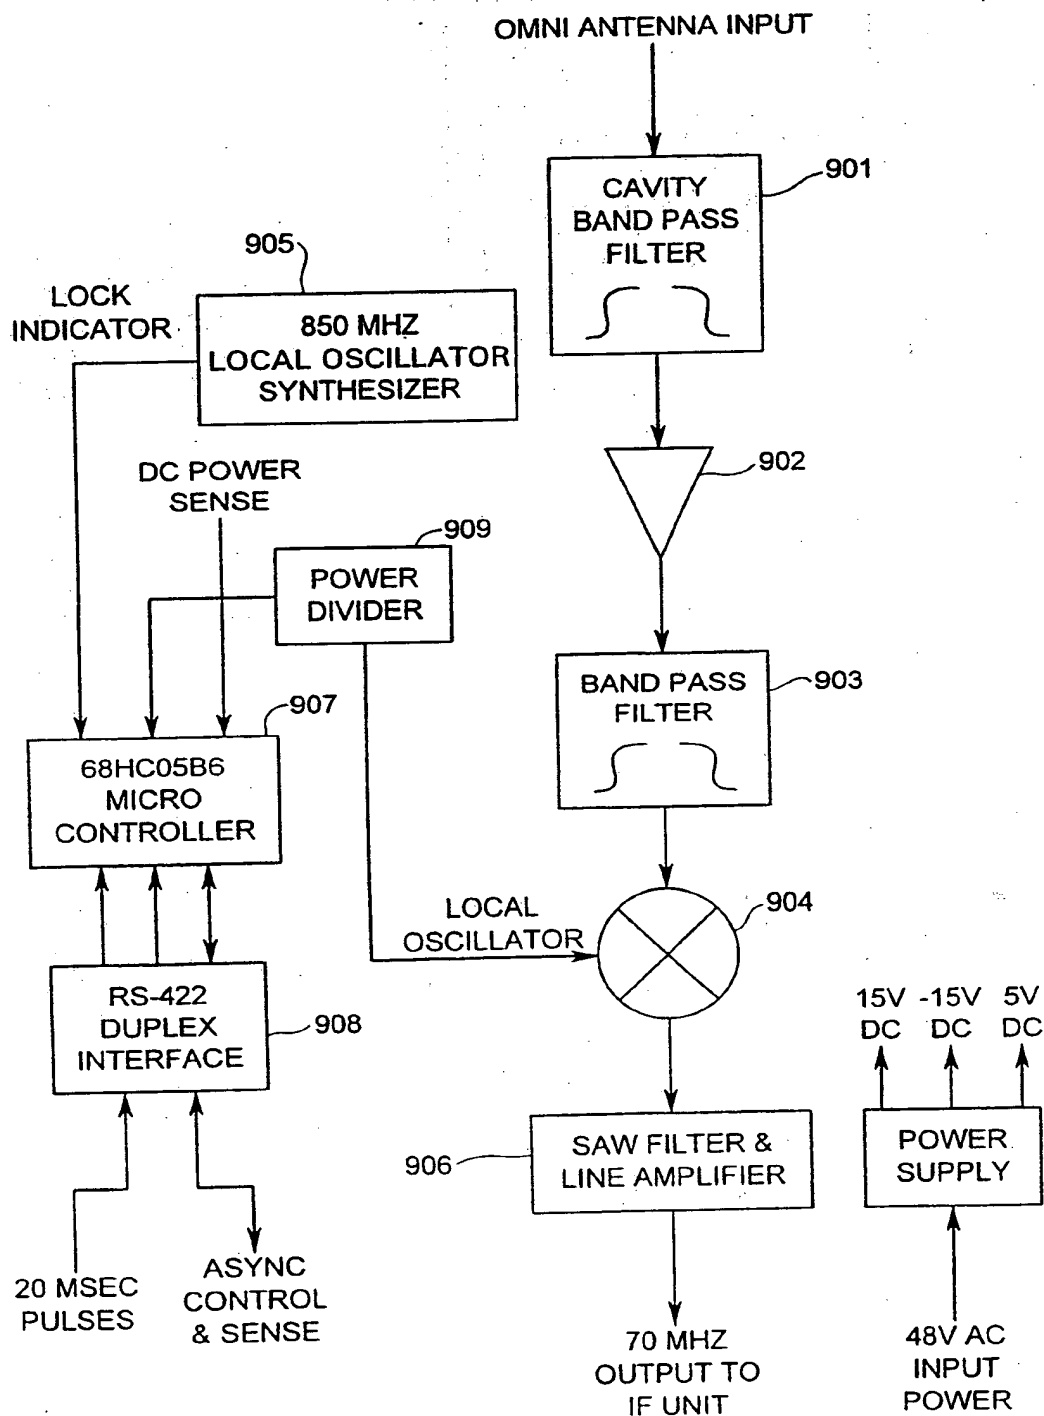 OMNI ANTENNA INPUT
901
CAVITY
BAND PASS
FILTER
905
LOCK
INDICATOR
850 MHZ
LOCAL OSCILLATOR
SYNTHESIZER
902
DC POWER
SENSE
909
POWER
DIVIDER
BAND PASS
FILTER
903
907
68HC05B6
MICRO
CONTROLLER
904
LOCAL
OSCILLATOR
RS-422
DUPLEX
INTERFACE
908
15V
DC
-15V
DC
5V
DC
906
SAW FILTER &
LINE AMPLIFIER
POWER
SUPPLY
20 MSEC
PULSES
ASYNC
CONTROL
& SENSE
70 MHZ
OUTPUT TO
IF UNIT
48V AC
INPUT
POWER